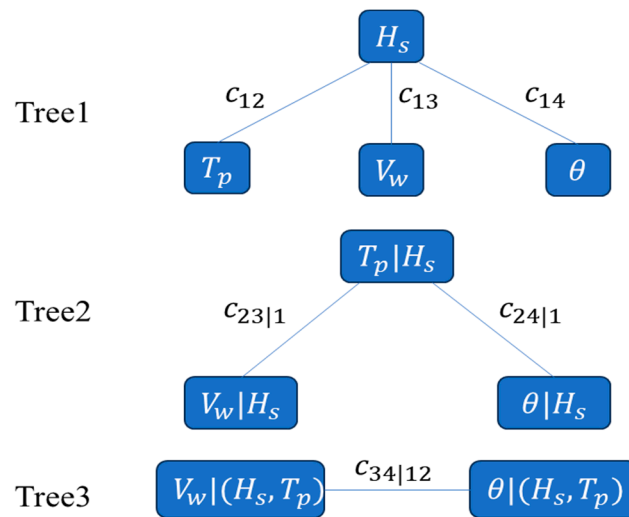 H_s
c_12 c_13 c_14
Tree1
T_p V_w θ
T_p|H_s
Tree2 c_23|1 c_24|1
V_w|H_s θ|H_s
c_34|12
Tree3 V_w|(H_s, T_p) θ|(H_s, T_p)